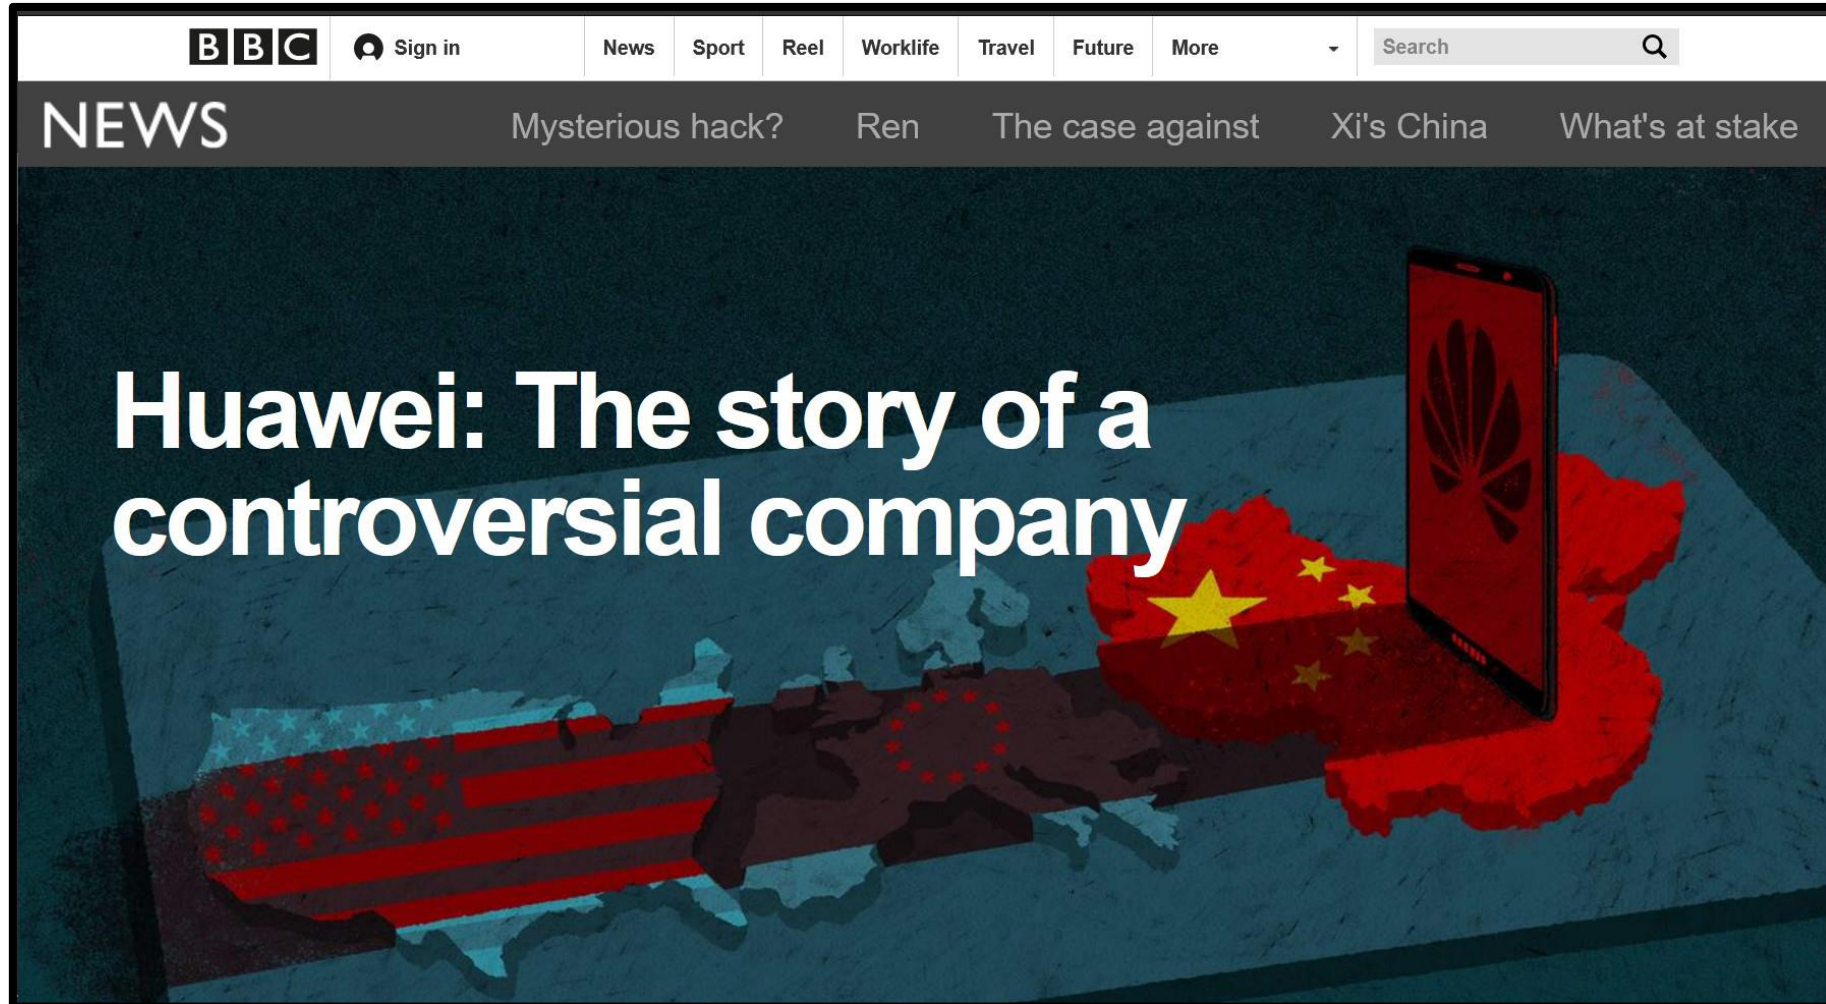 BBC Sign in News Sport Reel Worklife Travel Future More Search
NEWS Mysterious hack? Ren The case against Xi's China What's at stake
Huawei: The story of a
controversial company